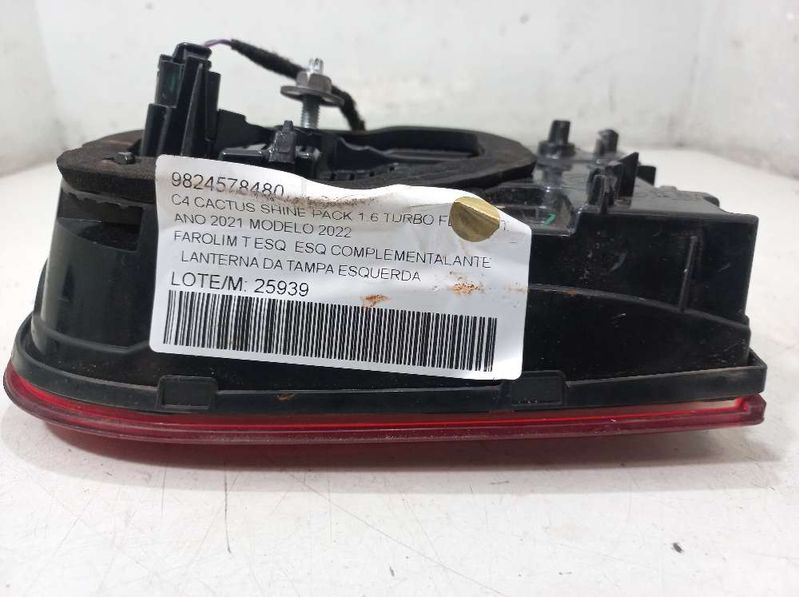 9824578480
C4 CACTUS SHINE PACK 1.6 TURBO
ANO 2021 MODELO 2022
FAROLIM T ESQ ESQ COMPLEMENTALANTE
LANTERNA DA TAMPA ESQUERDA
LOTE/M: 25939